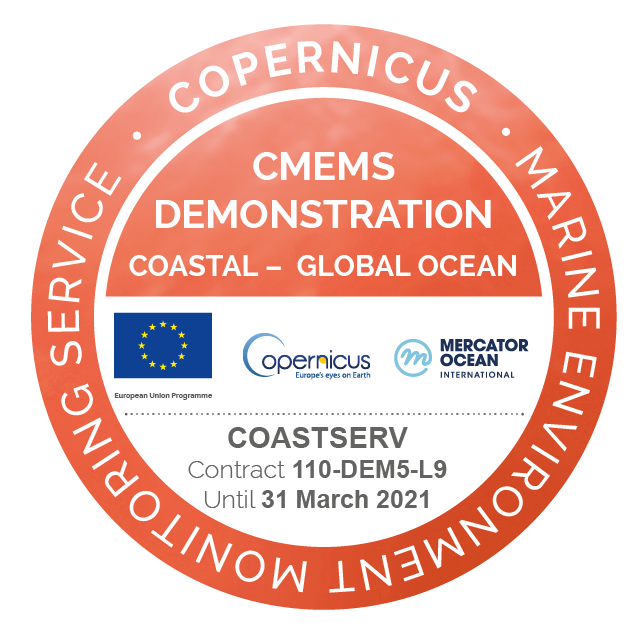 COPERNICUS • MARINE ENVIRONMENT MONITORING SERVICE •
CMEMS
DEMONSTRATION
COASTAL – GLOBAL OCEAN
European Union Programme
Copernicus
Europe's eyes on Earth
MERCATOR
OCEAN
INTERNATIONAL
COASTSERV
Contract 110-DEM5-L9
Until 31 March 2021